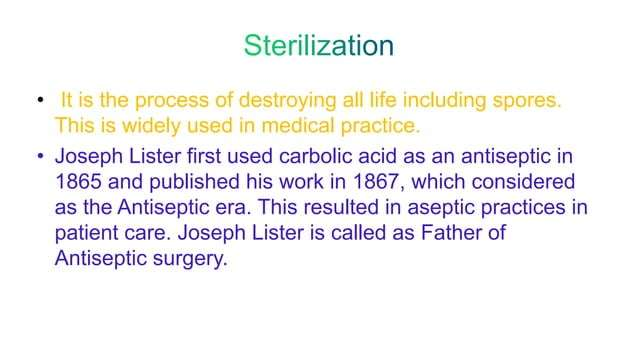 Sterilization
• It is the process of destroying all life including spores.
This is widely used in medical practice.
• Joseph Lister first used carbolic acid as an antiseptic in
1865 and published his work in 1867, which considered
as the Antiseptic era. This resulted in aseptic practices in
patient care. Joseph Lister is called as Father of
Antiseptic surgery.